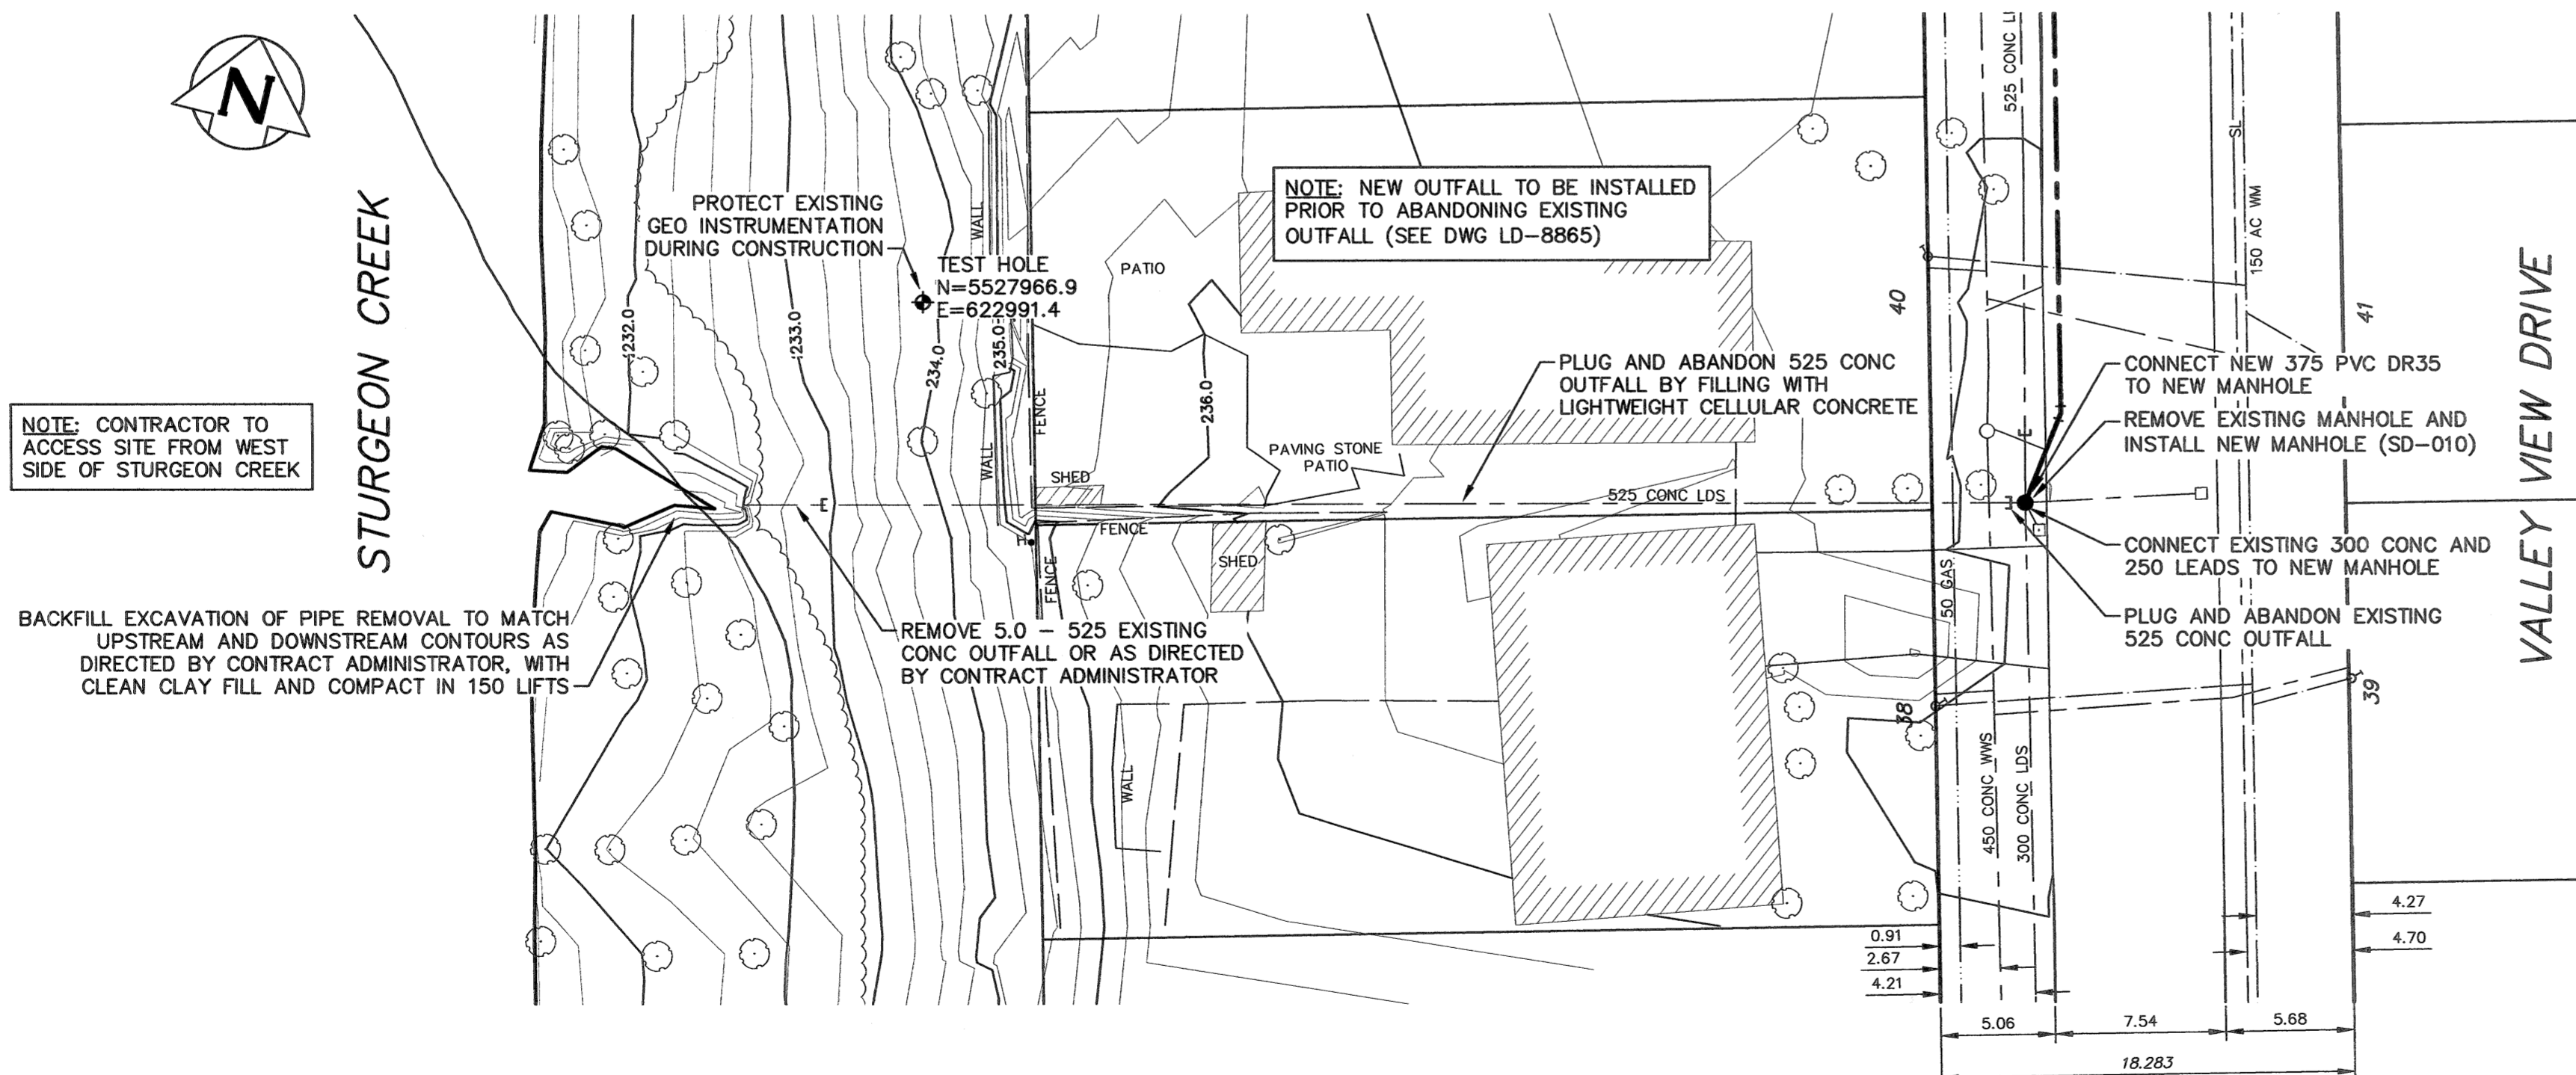 N
STURGEON CREEK
NOTE: CONTRACTOR TO
ACCESS SITE FROM WEST
SIDE OF STURGEON CREEK
PROTECT EXISTING
GEO INSTRUMENTATION
DURING CONSTRUCTION
TEST HOLE
N=5527966.9
E=622991.4
232.0
233.0
234.0
235.0
236.0
WALL
WALL
FENCE
PATIO
NOTE: NEW OUTFALL TO BE INSTALLED
PRIOR TO ABANDONING EXISTING
OUTFALL (SEE DWG LD-8865)
PLUG AND ABANDON 525 CONC
OUTFALL BY FILLING WITH
LIGHTWEIGHT CELLULAR CONCRETE
PAVING STONE
PATIO
SHED
525 CONC LDS
FENCE
FENCE
SHED
E
E
BACKFILL EXCAVATION OF PIPE REMOVAL TO MATCH
UPSTREAM AND DOWNSTREAM CONTOURS AS
DIRECTED BY CONTRACT ADMINISTRATOR, WITH
CLEAN CLAY FILL AND COMPACT IN 150 LIFTS
REMOVE 5.0 - 525 EXISTING
CONC OUTFALL OR AS DIRECTED
BY CONTRACT ADMINISTRATOR
WALL
525 CONC
SL
150 AC WM
40
41
CONNECT NEW 375 PVC DR35
TO NEW MANHOLE
REMOVE EXISTING MANHOLE AND
INSTALL NEW MANHOLE (SD-010)
CONNECT EXISTING 300 CONC AND
250 LEADS TO NEW MANHOLE
PLUG AND ABANDON EXISTING
525 CONC OUTFALL
VALLEY VIEW DRIVE
50 GAS
38
39
450 CONC WWS
300 CONC LDS
0.91
2.67
4.21
4.27
4.70
5.06
7.54
5.68
18.283